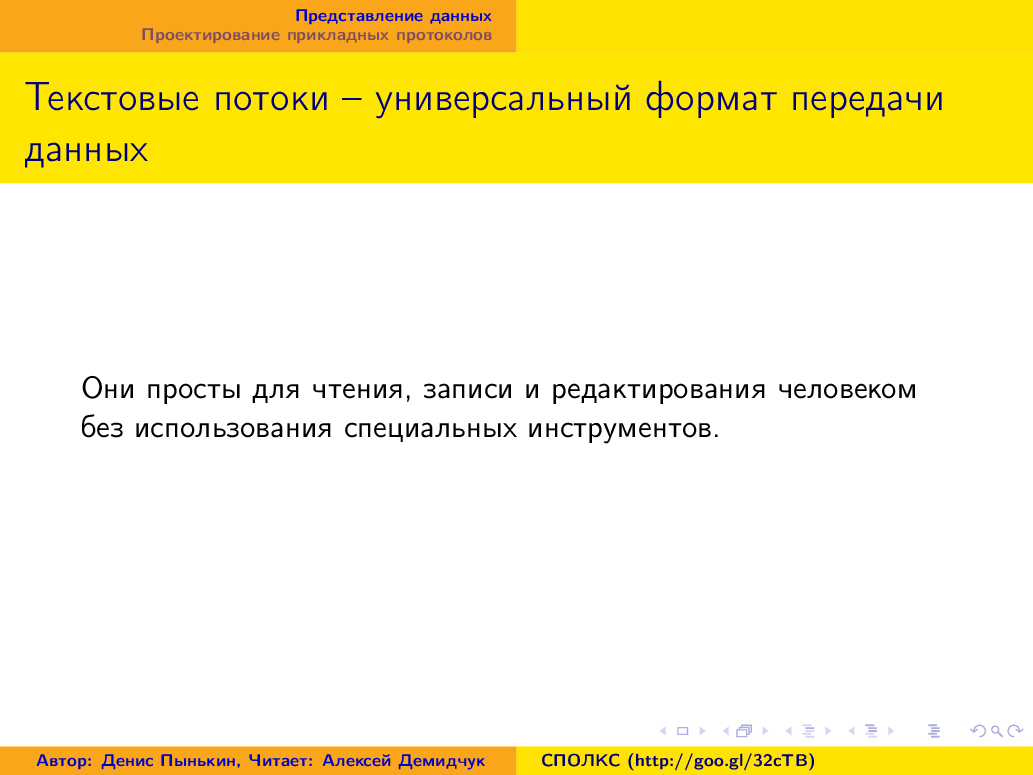 Представление данных
Проектирование прикладных протоколов
Текстовые потоки – универсальный формат передачи
данных
Они просты для чтения, записи и редактирования человеком
без использования специальных инструментов.
Автор: Денис Пынькин, Читает: Алексей Демидчук
СПОЛКС (http://goo.gl/32cTB)